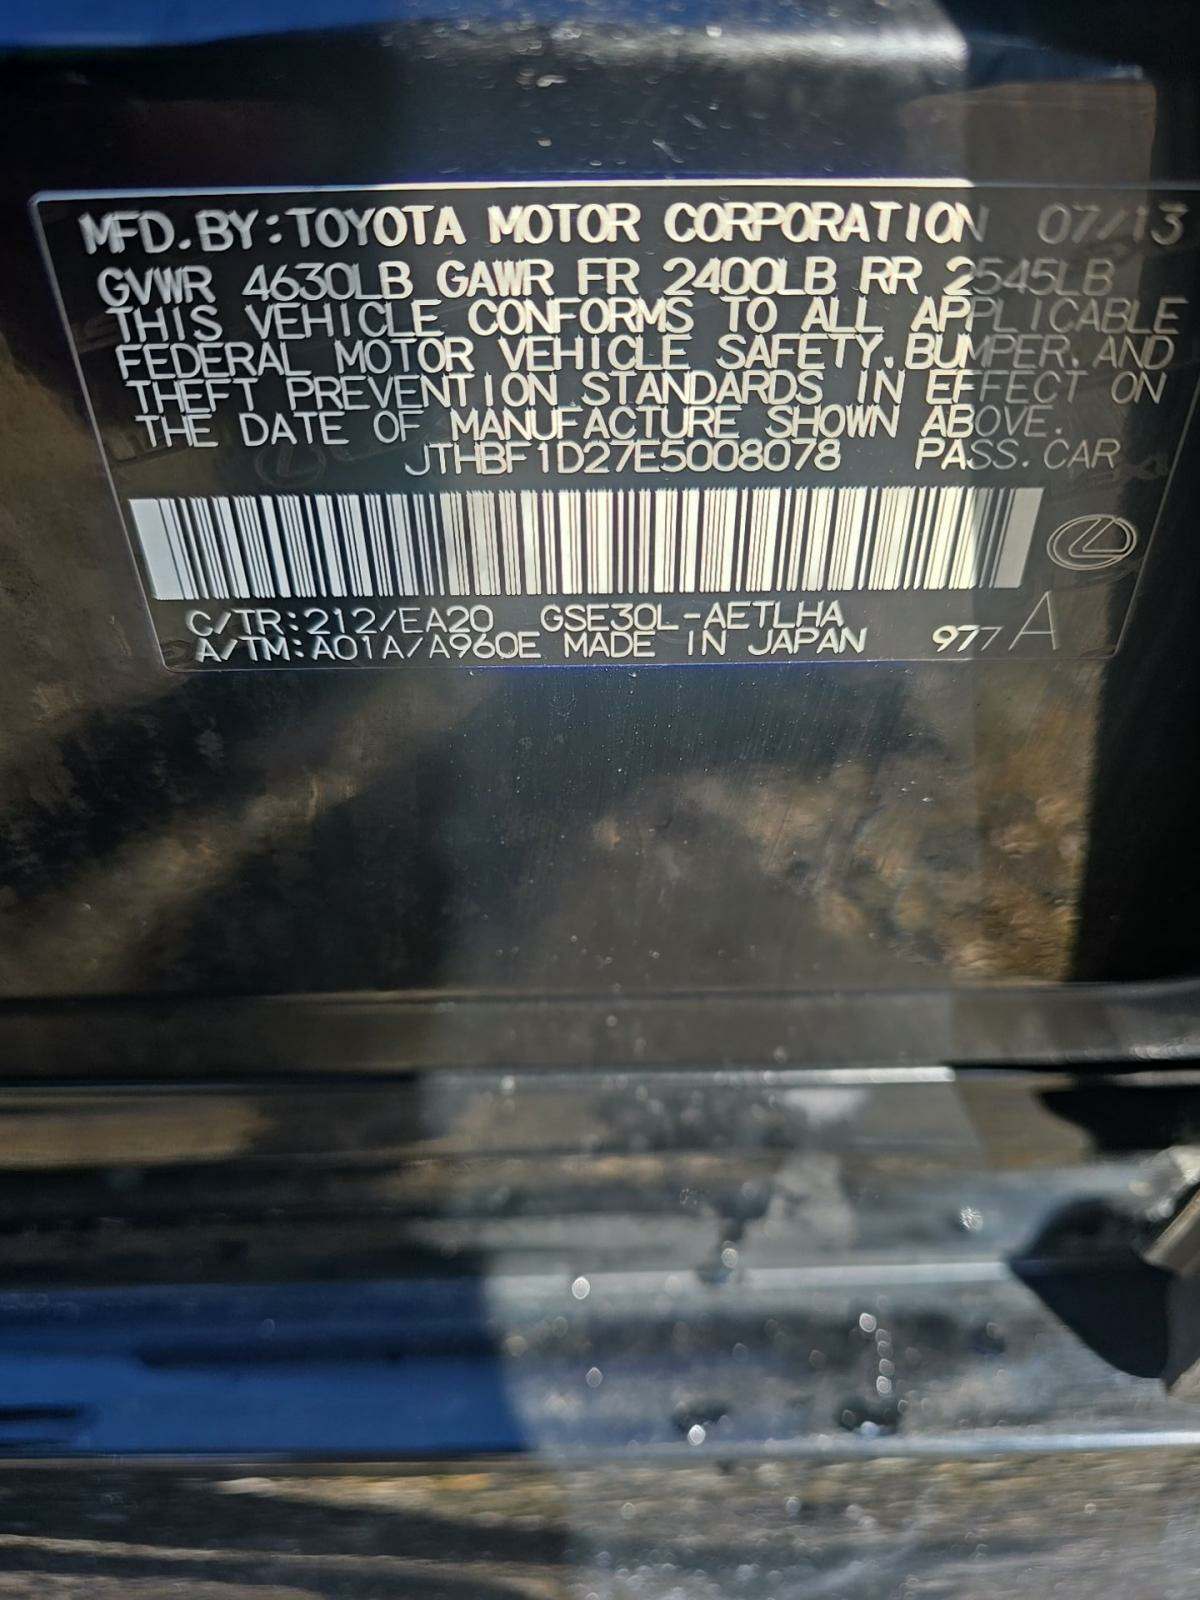 MFD.BY:TOYOTA MOTOR CORPORATION 07/13
GVWR 4630LB GAWR FR 2400LB RR 2545LB
THIS VEHICLE CONFORMS TO ALL APPLICABLE
FEDERAL MOTOR VEHICLE SAFETY,BUMPER,AND
THEFT PREVENTION STANDARDS IN EFFECT ON
THE DATE OF MANUFACTURE SHOWN ABOVE.
JTHBF1D27E5008078 PASS.CAR
C/TR:212/EA20 GSE30L-AETLHA
A/TM:A01A/A960E MADE IN JAPAN 977 A